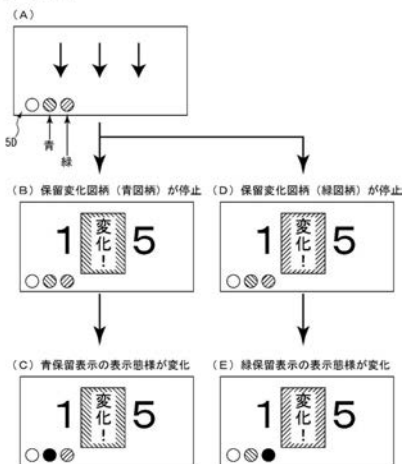 (A)
5D
青
緑
(B) 保留変化図柄（青図柄）が停止
(D) 保留変化図柄（緑図柄）が停止
1 変化！ 5
1 変化！ 5
(C) 青保留表示の表示態様が変化
(E) 緑保留表示の表示態様が変化
1 変化！ 5
1 変化！ 5